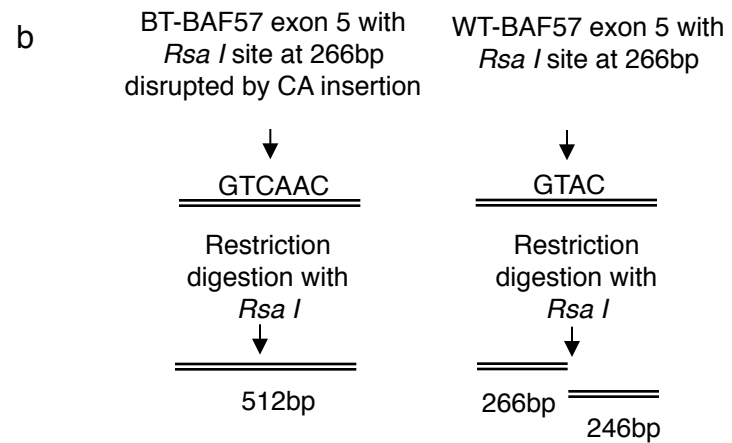 b
BT-BAF57 exon 5 with
Rsa I site at 266bp
disrupted by CA insertion
GTCAAC
Restriction
digestion with
Rsa I
512bp
WT-BAF57 exon 5 with
Rsa I site at 266bp
GTAC
Restriction
digestion with
Rsa I
266bp
246bp